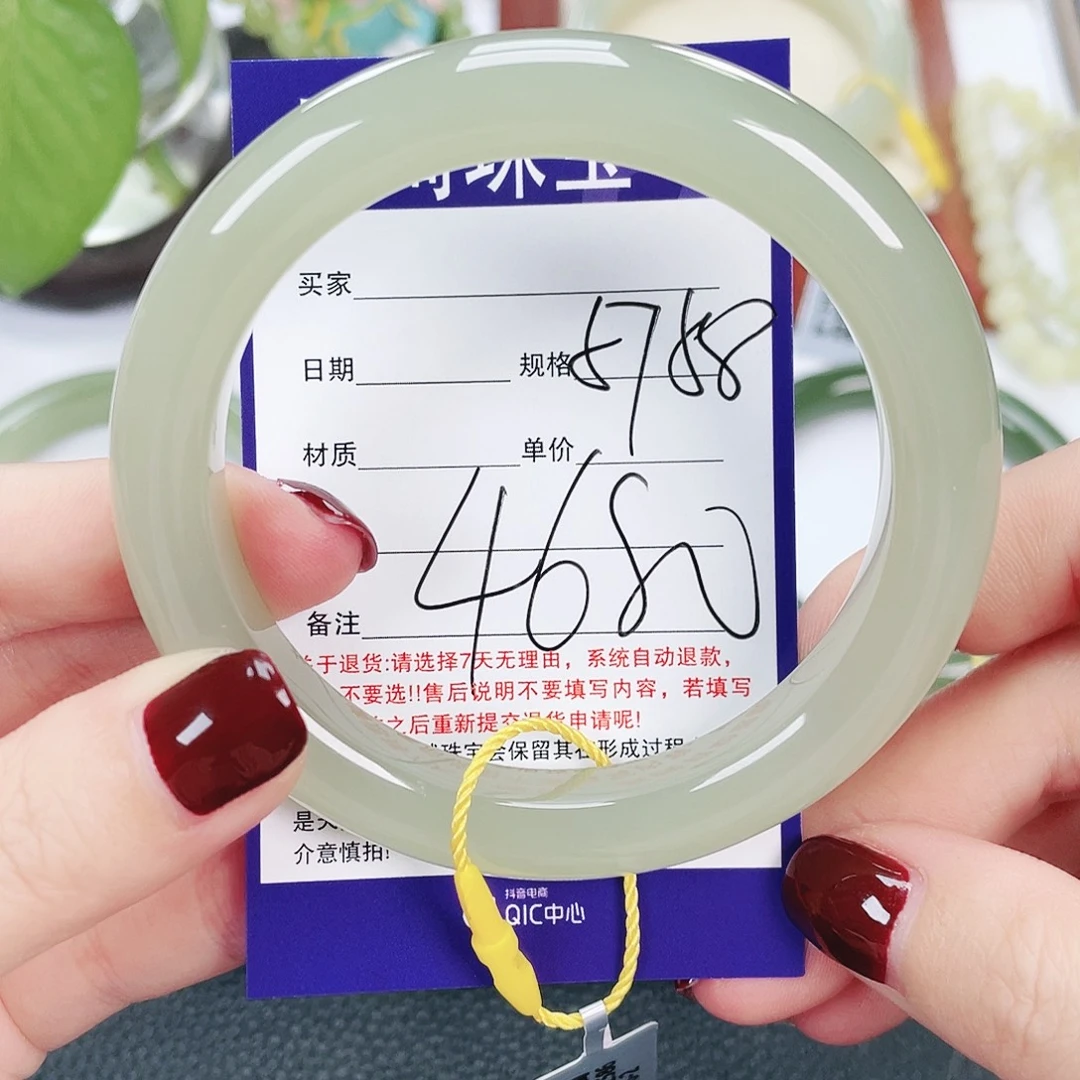 珠宝
买家
日期 规格 5758
材质 单价
4680
备注
于退货:请选择7天无理由，系统自动退款，
不要选!!售后说明不要填写内容，若填写
之后重新提交退货申请呢!
珠宝会保留其在形成过程
是天
介意慎拍!
抖音电商
QIC中心